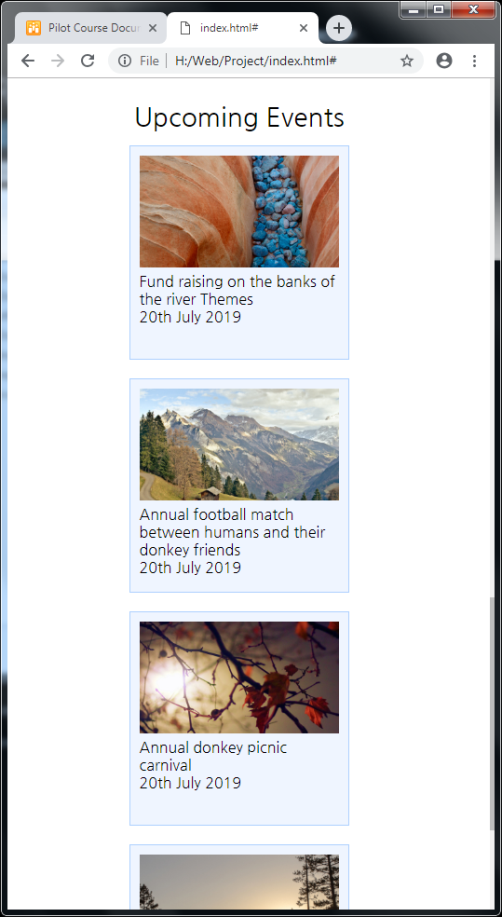 Pilot Course Docur
index.html#
File
H:/Web/Project/index.html#
Upcoming Events
Fund raising on the banks of
the river Themes
20th July 2019
Annual football match
between humans and their
donkey friends
20th July 2019
Annual donkey picnic
carnival
20th July 2019